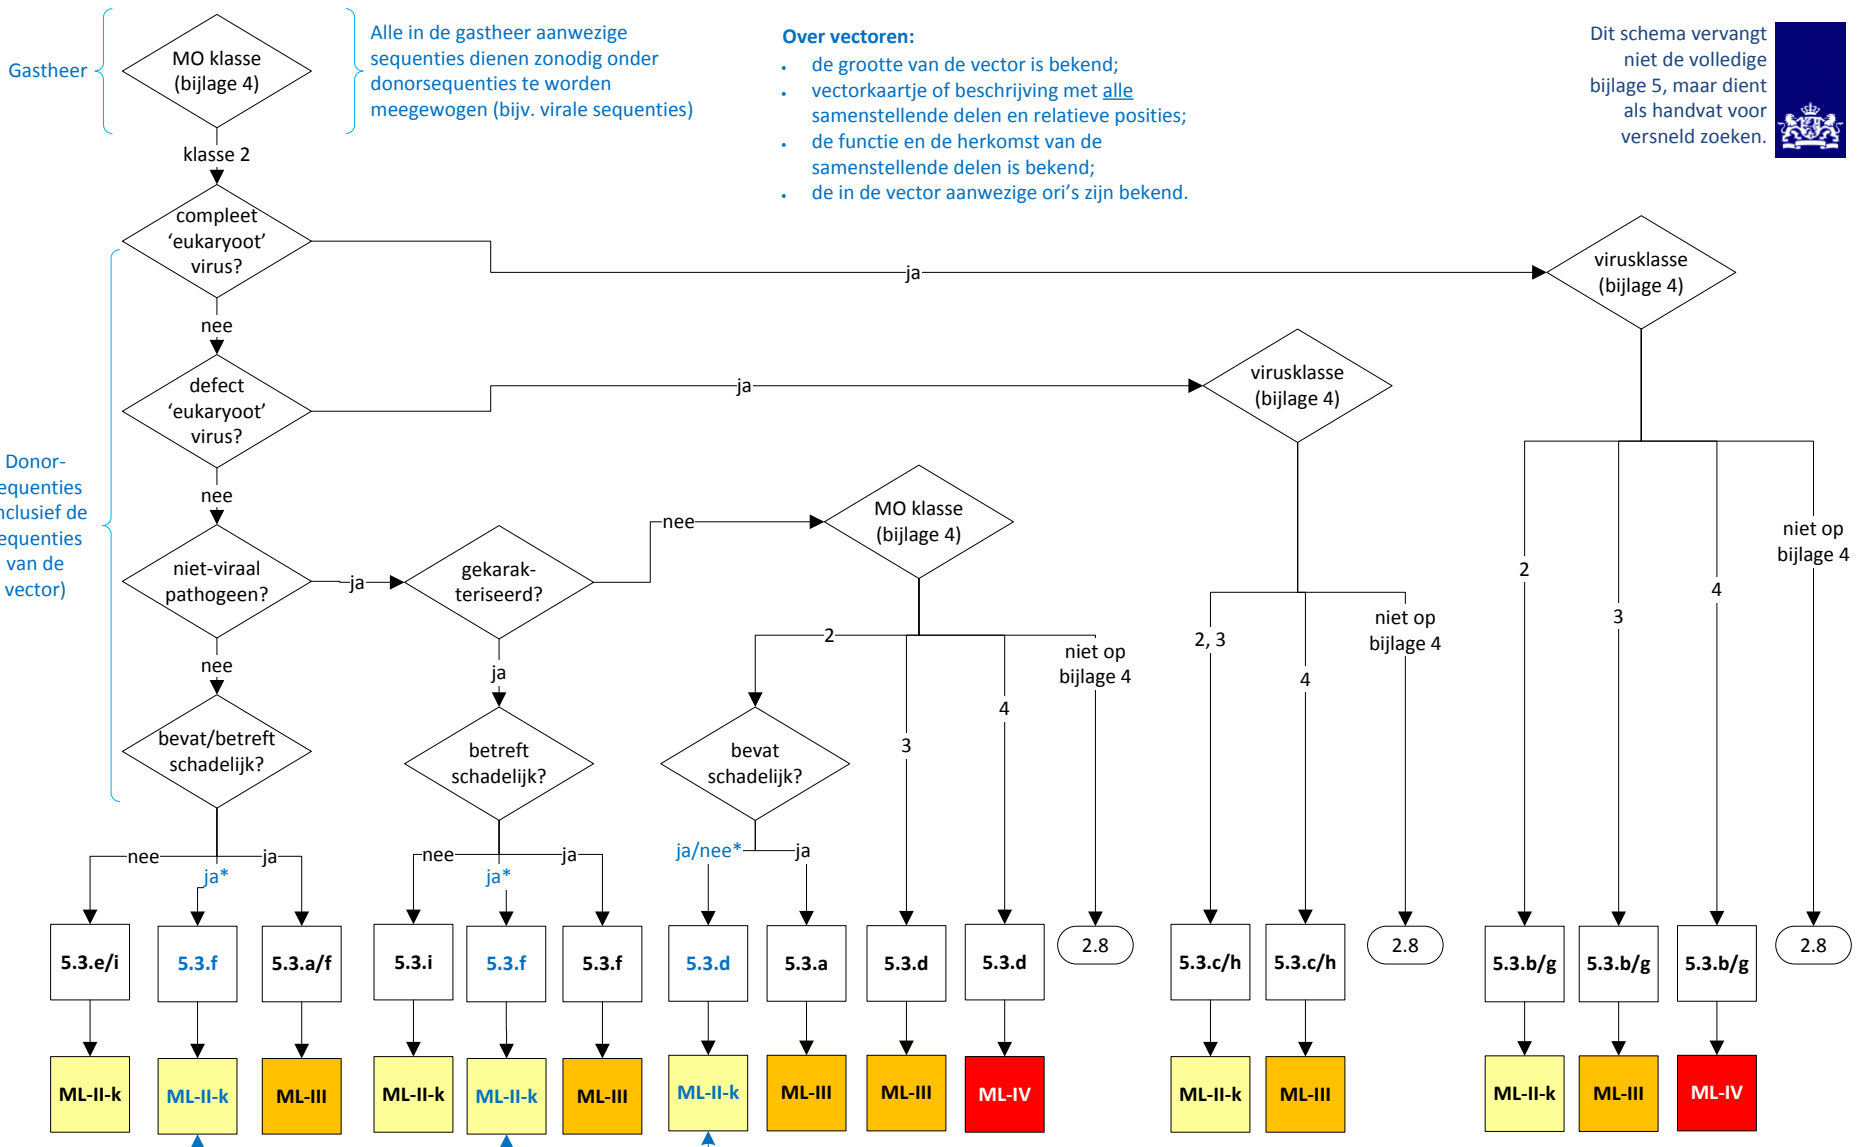 Gastheer
MO klasse
(bijlage 4)
Alle in de gastheer aanwezige
sequenties dienen zonodig onder
donorsequenties te worden
meegewogen (bijv. virale sequenties)
Over vectoren:
• de grootte van de vector is bekend;
• vectorkaartje of beschrijving met alle
samenstellende delen en relatieve posities;
• de functie en de herkomst van de
samenstellende delen is bekend;
• de in de vector aanwezige ori's zijn bekend.
Dit schema vervangt
niet de volledige
bijlage 5, maar dient
als handvat voor
versneld zoeken.
klasse 2
compleet
‘eukaryoot’
virus?
ja
virusklasse
(bijlage 4)
nee
defect
‘eukaryoot’
virus?
ja
virusklasse
(bijlage 4)
Donor-
equenties
nclusief de
equenties
van de
vector)
nee
niet-viraal
pathogeen?
ja
gekarak-
teriseerd?
nee
MO klasse
(bijlage 4)
2
3
4
niet op
bijlage 4
2, 3
4
niet op
bijlage 4
2
3
4
niet op
bijlage 4
nee
ja
bevat/betreft
schadelijk?
betreft
schadelijk?
bevat
schadelijk?
nee
ja*
ja
nee
ja*
ja
ja/nee*
ja
5.3.e/i
5.3.f
5.3.a/f
5.3.i
5.3.f
5.3.f
5.3.d
5.3.a
5.3.d
5.3.d
2.8
5.3.c/h
5.3.c/h
2.8
5.3.b/g
5.3.b/g
5.3.b/g
2.8
ML-II-k
ML-II-k
ML-III
ML-II-k
ML-II-k
ML-III
ML-II-k
ML-III
ML-III
ML-IV
ML-II-k
ML-III
ML-II-k
ML-III
ML-IV